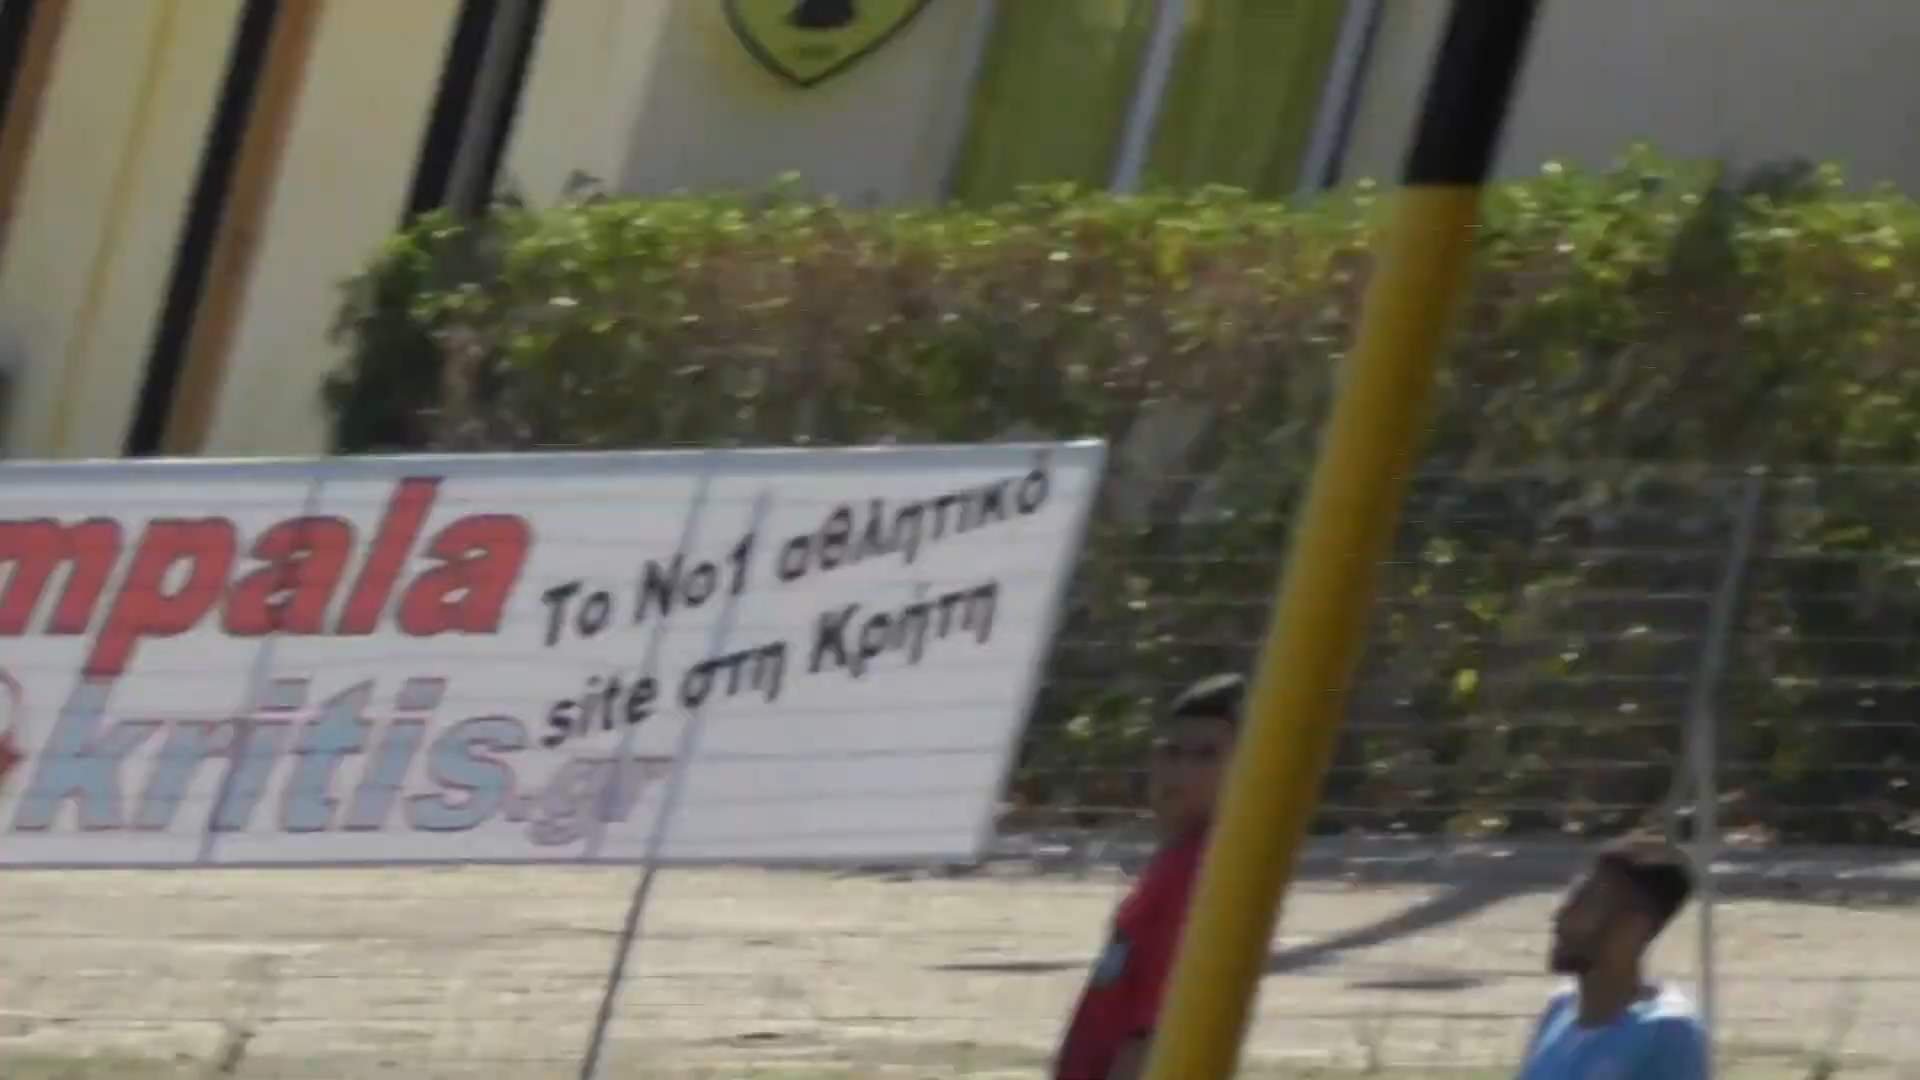 mpala
kritis.gr
Το Νο1 αθλητικό
site στη Κρήτη